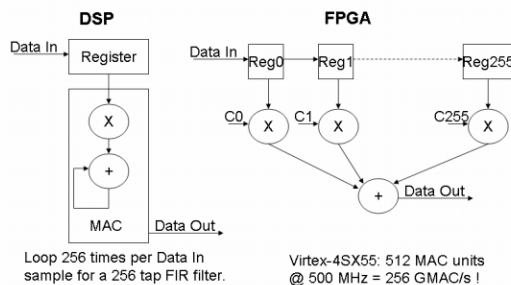 DSP
Data In
Register
X
+
MAC
Data Out
Loop 256 times per Data In
sample for a 256 tap FIR filter.
FPGA
Data In
Reg0
Reg1
Reg255
C0
X
C1
X
C255
X
+
Data Out
Virtex-4SX55: 512 MAC units
@ 500 MHz = 256 GMAC/s !